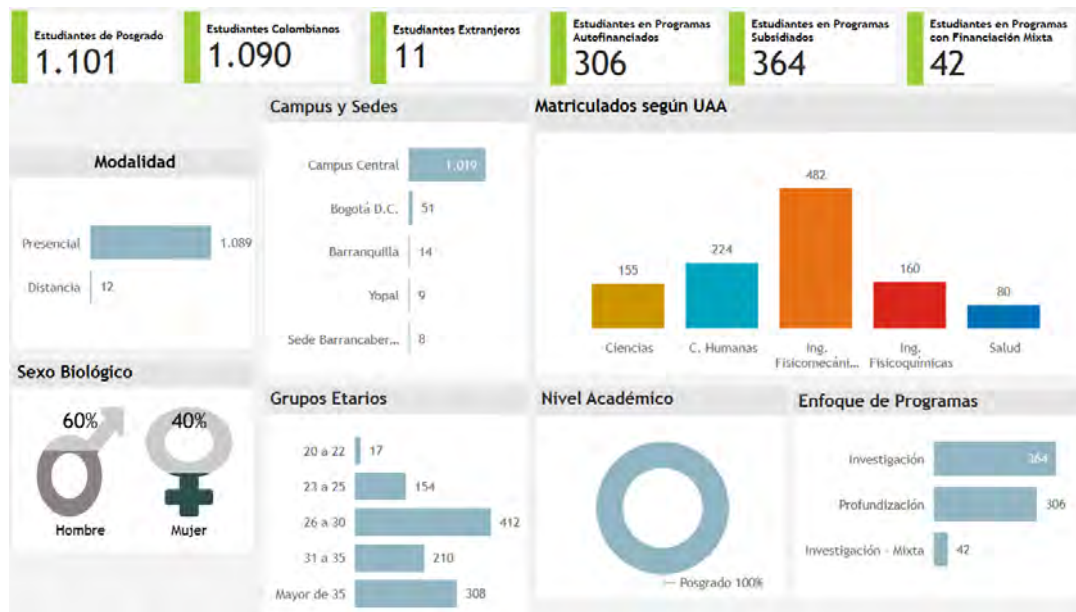 Estudiantes de Posgrado
1.101
Estudiantes Colombianos
1.090
Estudiantes Extranjeros
11
Estudiantes en Programas
Autofinanciados
306
Estudiantes en Programas
Subsidiados
364
Estudiantes en Programas
con Financiación Mixta
42
Modalidad
Presencial 1.089
Distancia 12
Campus y Sedes
Campus Central 1.019
Bogotá D.C. 51
Barranquilla 14
Yopal 9
Sede Barrancaber... 8
Matriculados según UAA
155
224
482
160
80
Ciencias
C. Humanas
Ing.
Fisicomecáni...
Ing.
Fisicoquímicas
Salud
Sexo Biológico
60% 40%
Hombre Mujer
Grupos Etarios
20 a 22 17
23 a 25 154
26 a 30 412
31 a 35 210
Mayor de 35 308
Nivel Académico
Posgrado 100%
Enfoque de Programas
Investigación 364
Profundización 306
Investigación - Mixta 42